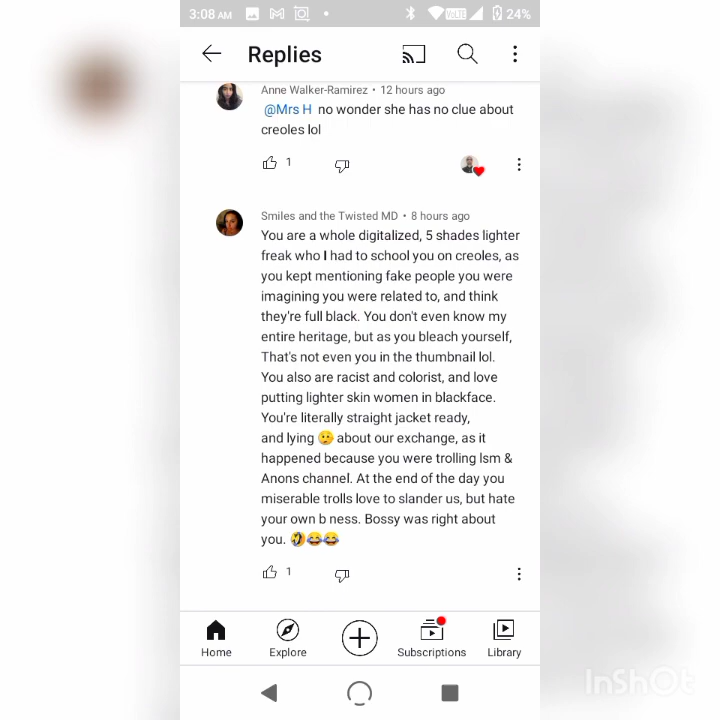 3:08 AM VoLTE 24%
Replies
Anne Walker-Ramirez • 12 hours ago
@Mrs H no wonder she has no clue about
creoles lol
1
Smiles and the Twisted MD • 8 hours ago
You are a whole digitalized, 5 shades lighter
freak who I had to school you on creoles, as
you kept mentioning fake people you were
imagining you were related to, and think
they're full black. You don't even know my
entire heritage, but as you bleach yourself,
That's not even you in the thumbnail lol.
You also are racist and colorist, and love
putting lighter skin women in blackface.
You're literally straight jacket ready,
and lying 🤥 about our exchange, as it
happened because you were trolling lsm &
Anons channel. At the end of the day you
miserable trolls love to slander us, but hate
your own b ness. Bossy was right about
you. 🤣😂😂
1
Home Explore Subscriptions Library
InShOt